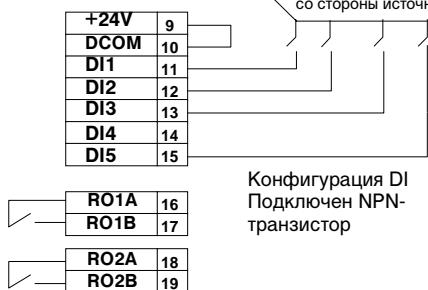 со стороны
+24V 9
DCOM 10
DI1 11
DI2 12
DI3 13
DI4 14
DI5 15
Конфигурация DI
Подключен NPN-
транзистор
RO1A 16
RO1B 17
RO2A 18
RO2B 19